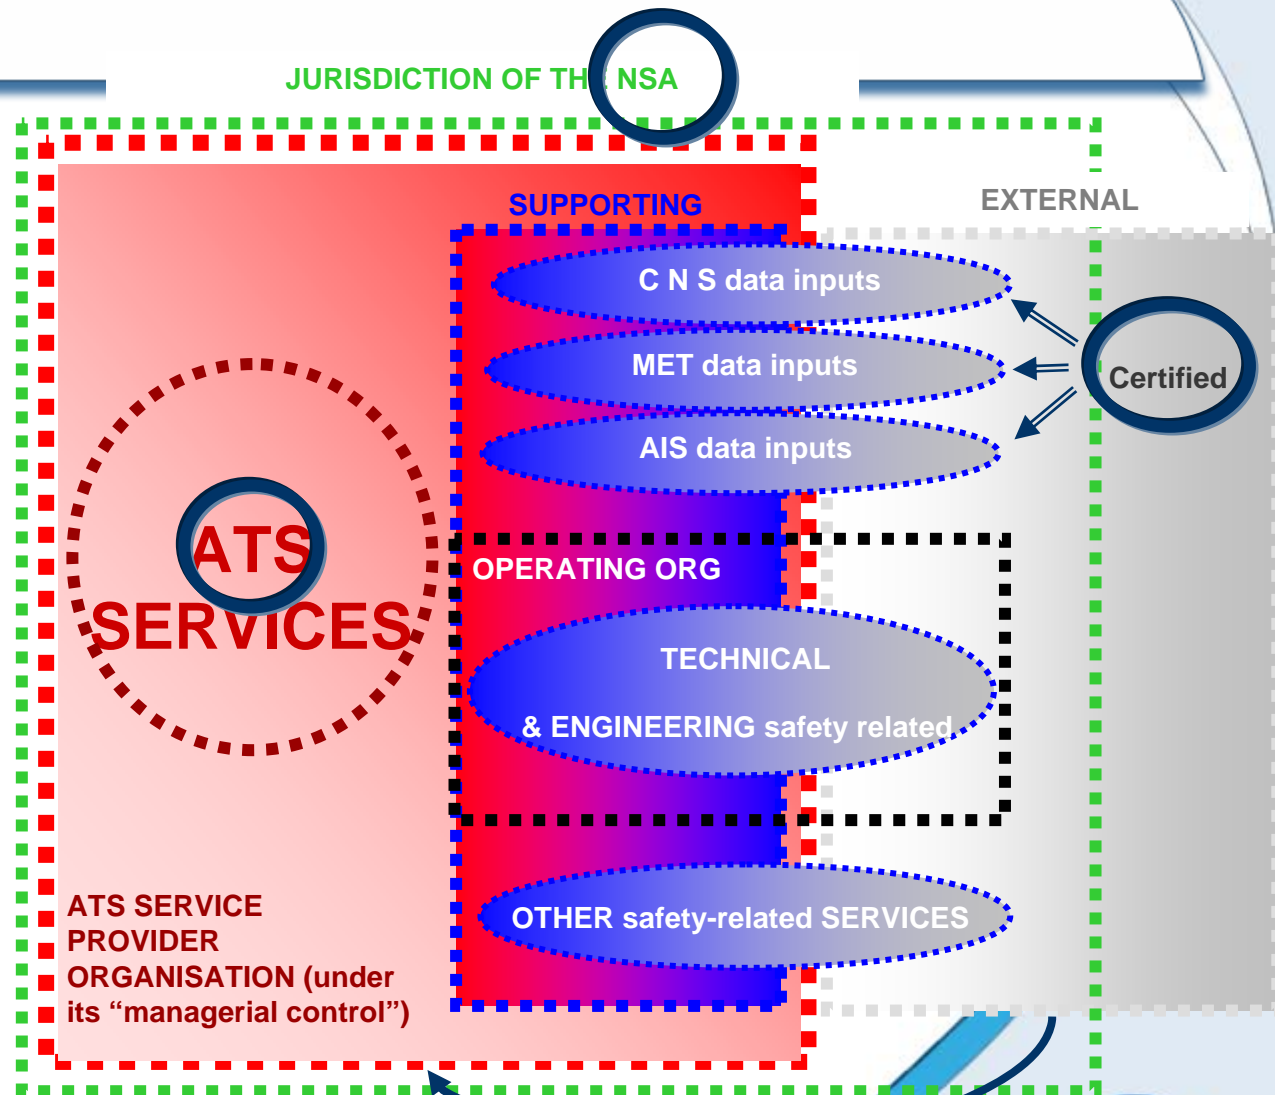 JURISDICTION OF THE NSA
SUPPORTING
EXTERNAL
C N S data inputs
MET data inputs
Certified
AIS data inputs
ATS
SERVICES
OPERATING ORG
TECHNICAL
& ENGINEERING safety related
ATS SERVICE
PROVIDER
ORGANISATION (under
its “managerial control”)
OTHER safety-related SERVICES